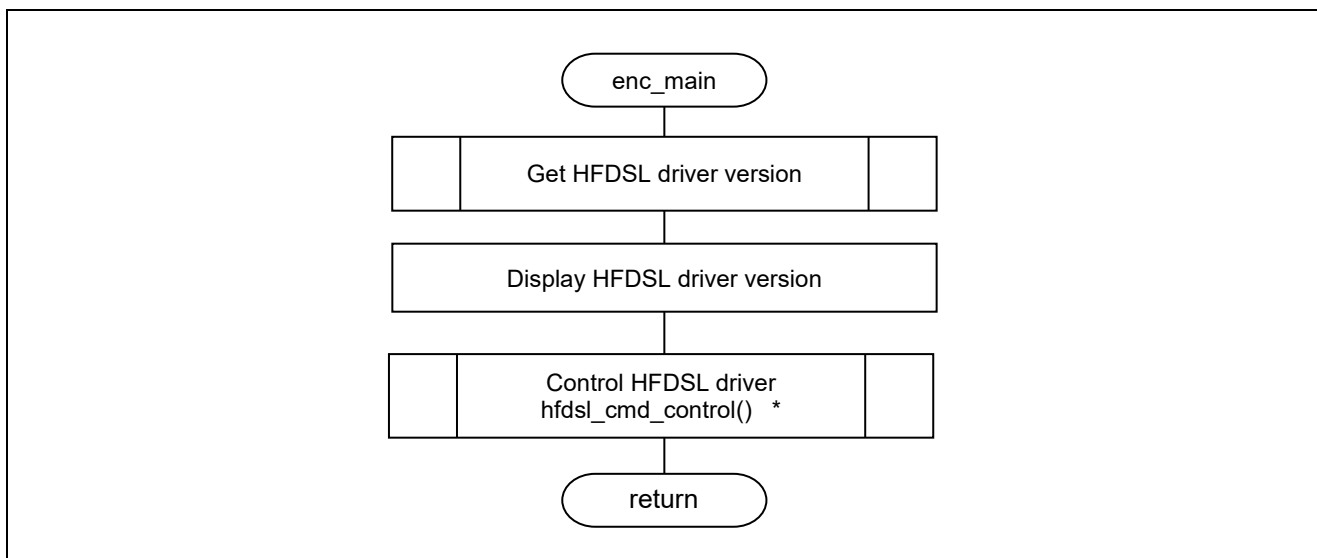 enc_main
Get HFDSL driver version
Display HFDSL driver version
Control HFDSL driver
hfdsl_cmd_control() *
return